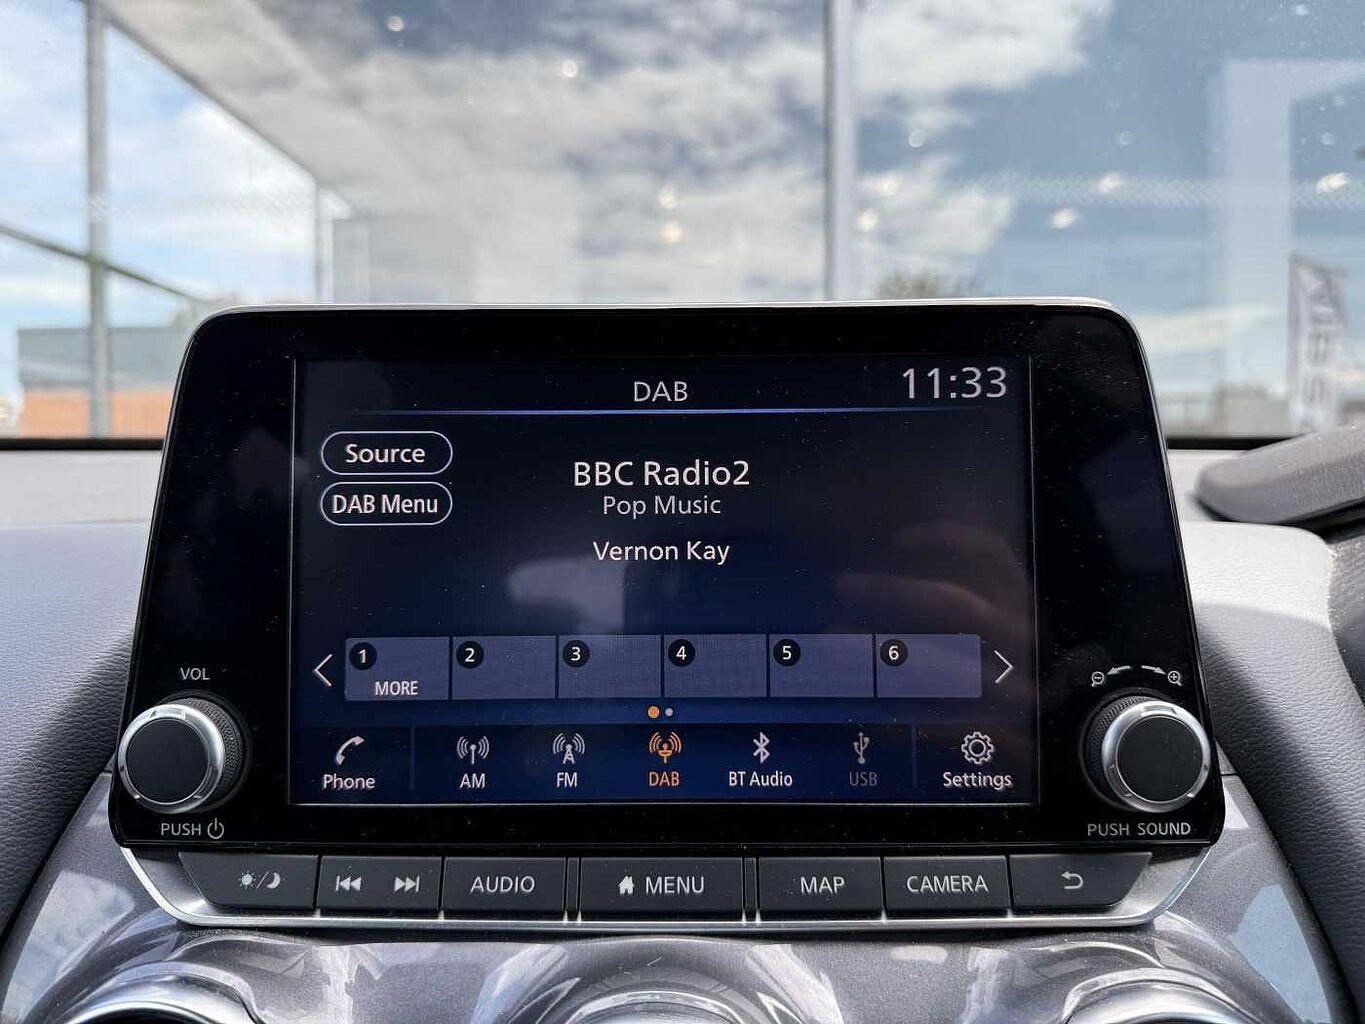 DAB
11:33
Source
DAB Menu
BBC Radio2
Pop Music
Vernon Kay
1 MORE
2
3
4
5
6
Phone
AM
FM
DAB
BT Audio
USB
Settings
VOL
PUSH
PUSH SOUND
AUDIO
MENU
MAP
CAMERA